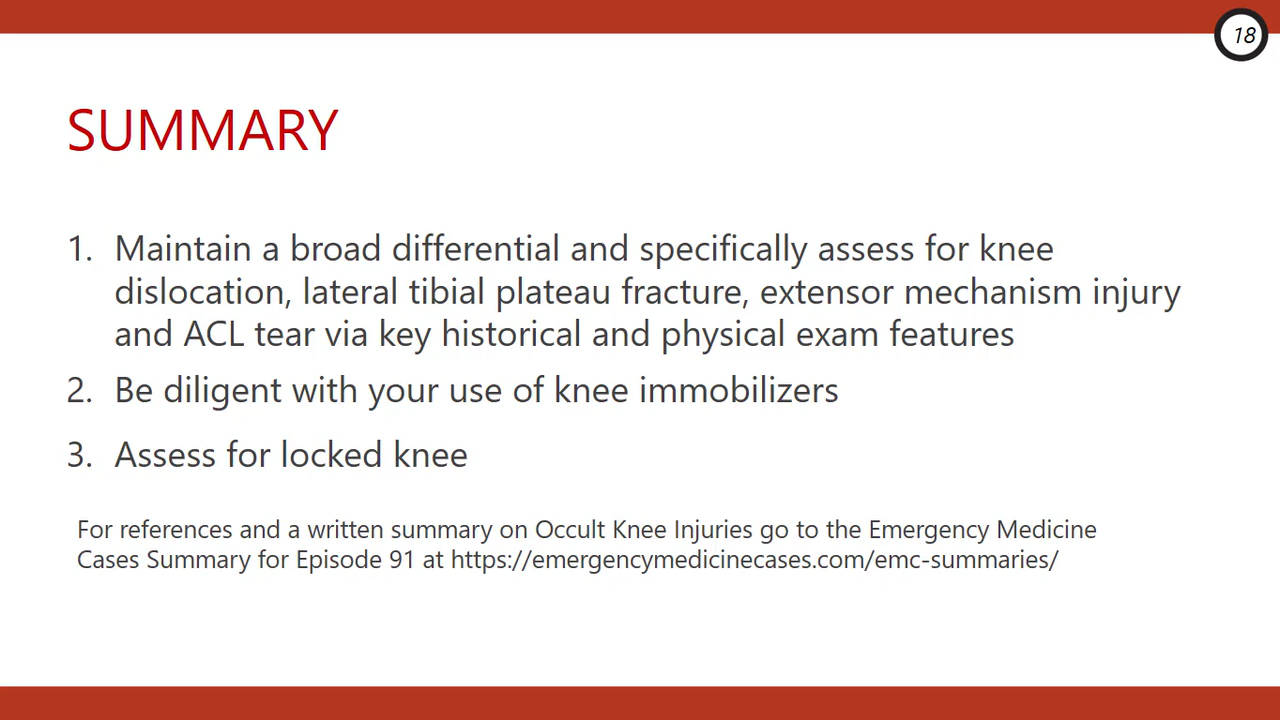 18
SUMMARY
1. Maintain a broad differential and specifically assess for knee
dislocation, lateral tibial plateau fracture, extensor mechanism injury
and ACL tear via key historical and physical exam features
2. Be diligent with your use of knee immobilizers
3. Assess for locked knee
For references and a written summary on Occult Knee Injuries go to the Emergency Medicine
Cases Summary for Episode 91 at https://emergencymedicinecases.com/emc-summaries/